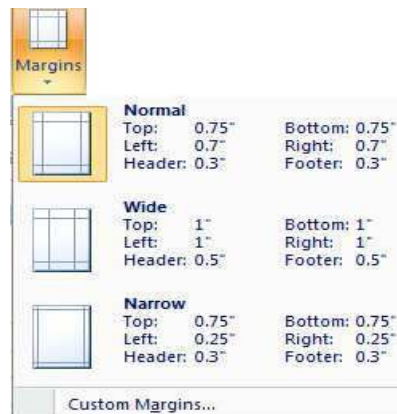 Margins
Normal
Top: 0.75" Bottom: 0.75"
Left: 0.7" Right: 0.7"
Header: 0.3" Footer: 0.3"
Wide
Top: 1" Bottom: 1"
Left: 1" Right: 1"
Header: 0.5" Footer: 0.5"
Narrow
Top: 0.75" Bottom: 0.75"
Left: 0.25" Right: 0.25"
Header: 0.3" Footer: 0.3"
Custom Margins...